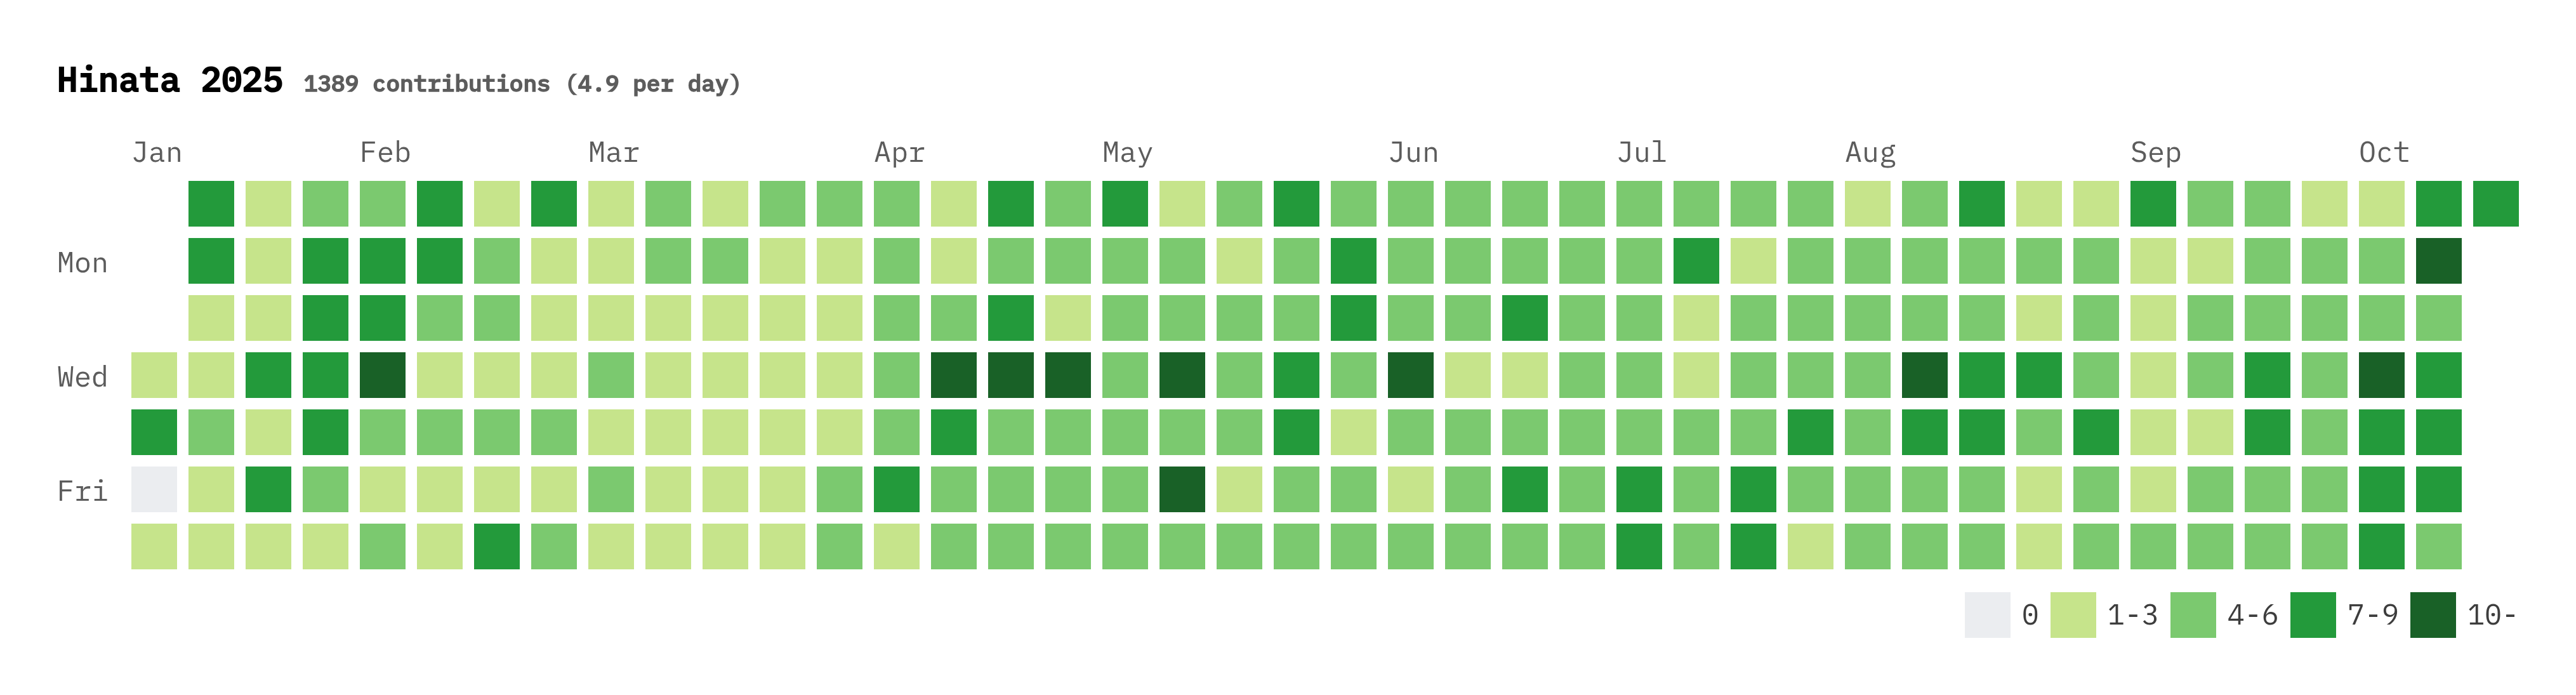 Hinata 2025 1389 contributions (4.9 per day)
Jan Feb Mar Apr May Jun Jul Aug Sep Oct
Mon
Wed
Fri
0 1-3 4-6 7-9 10-